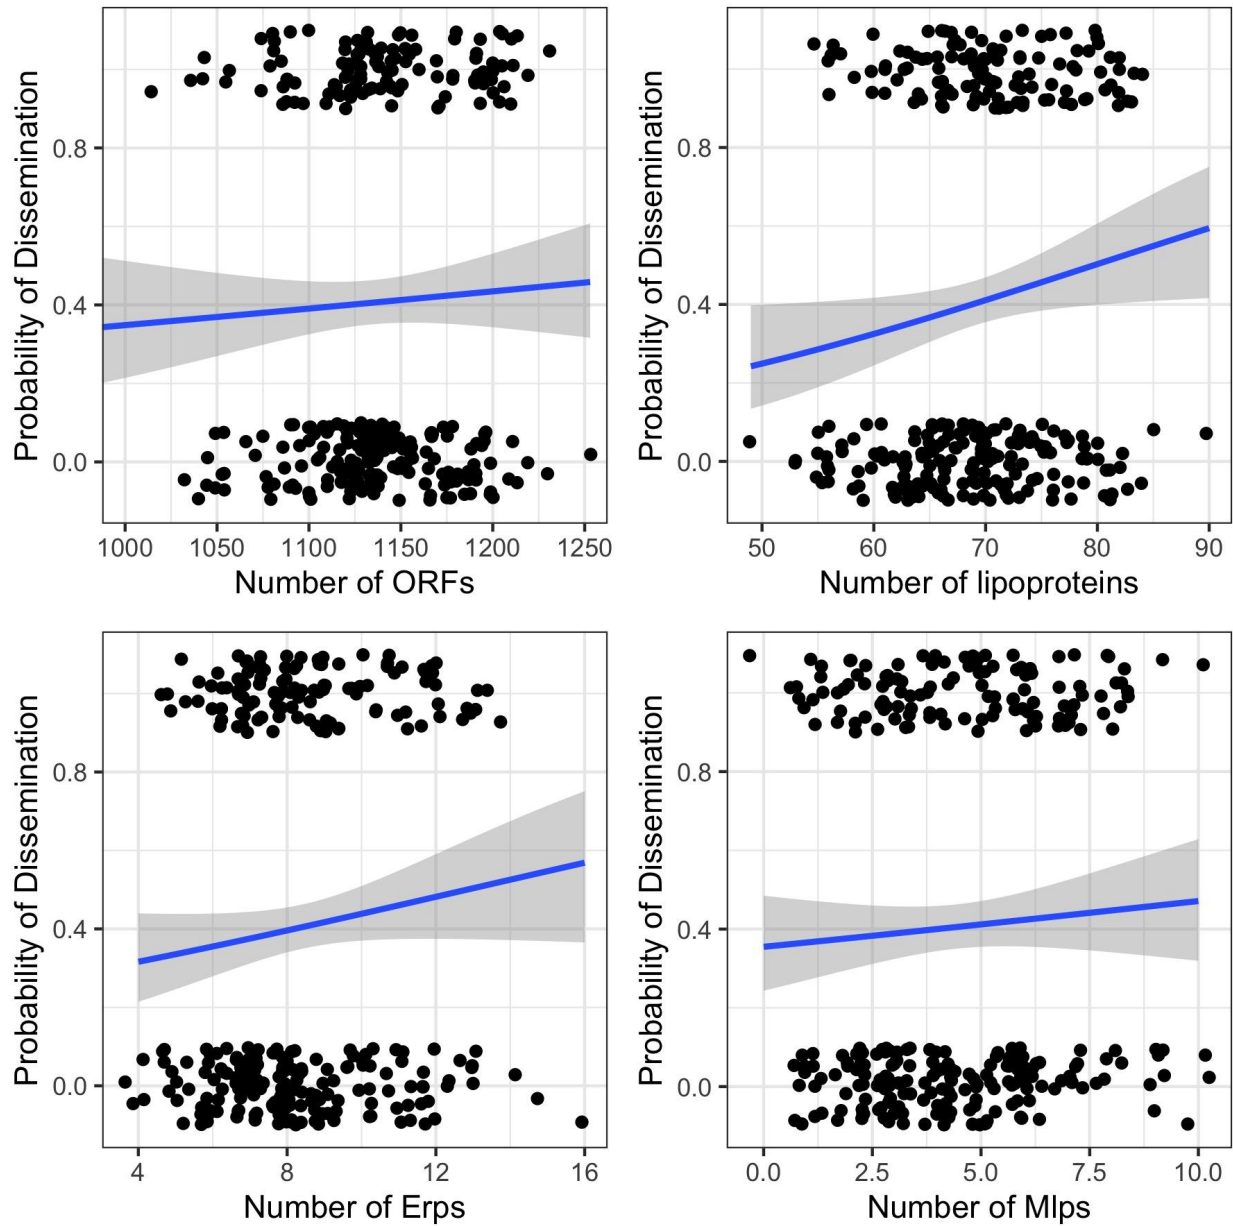 Probability of Dissemination
0.8
0.4
0.0
1000 1050 1100 1150 1200 1250
Number of ORFs
Probability of Dissemination
0.8
0.4
0.0
50 60 70 80 90
Number of lipoproteins
Probability of Dissemination
0.8
0.4
0.0
4 8 12 16
Number of Erps
Probability of Dissemination
0.8
0.4
0.0
0.0 2.5 5.0 7.5 10.0
Number of Mlps